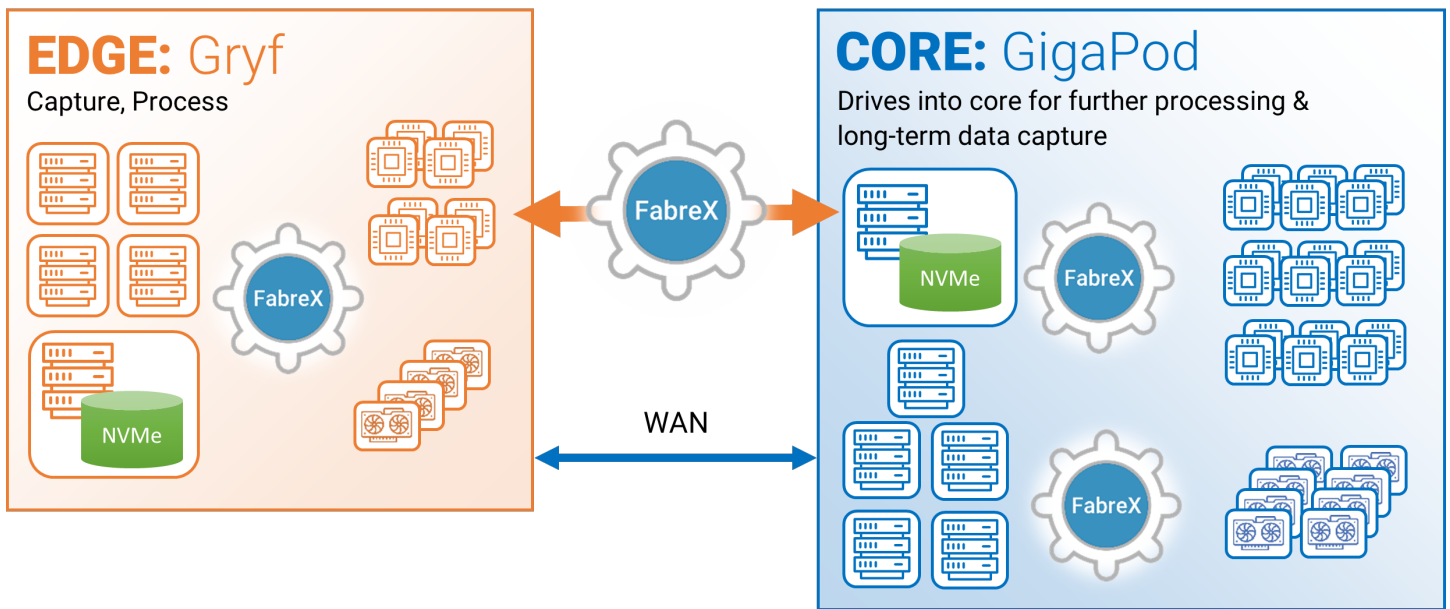 EDGE: Gryf
Capture, Process
FabreX
NVMe
FabreX
WAN
CORE: GigaPod
Drives into core for further processing &
long-term data capture
NVMe
FabreX
FabreX